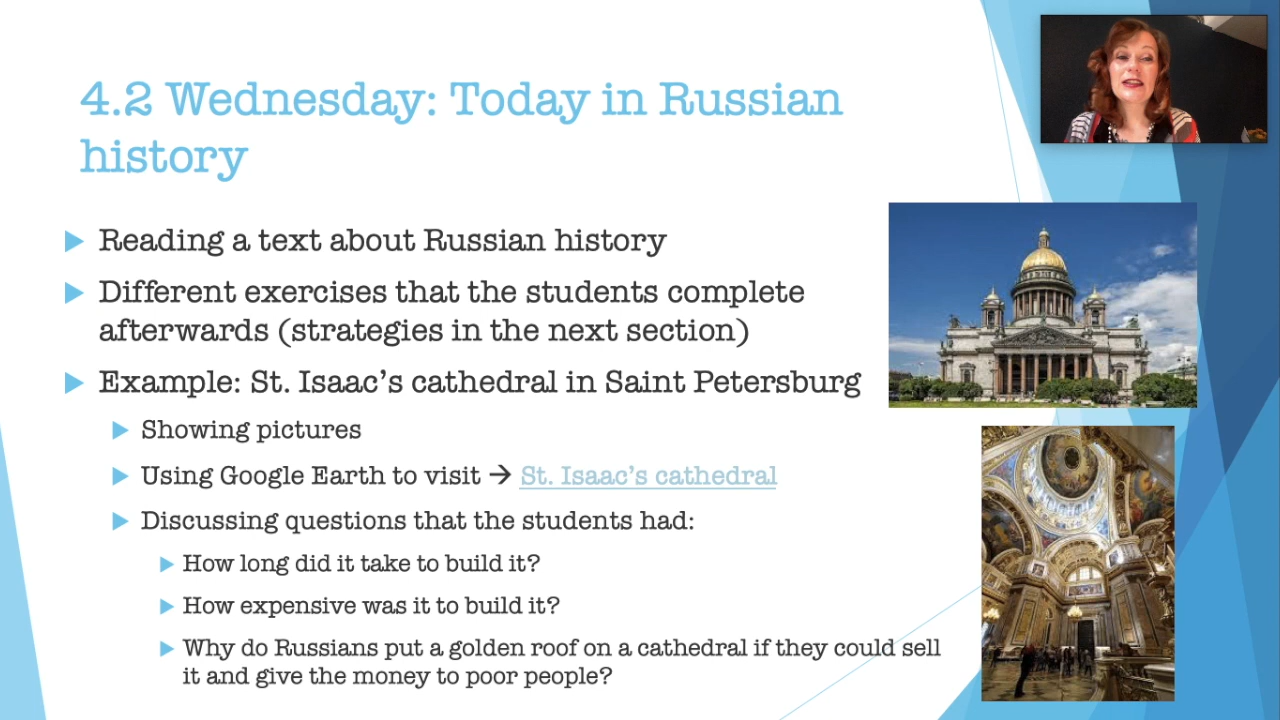 4.2 Wednesday: Today in Russian
history
Reading a text about Russian history
Different exercises that the students complete
afterwards (strategies in the next section)
Example: St. Isaac’s cathedral in Saint Petersburg
Showing pictures
Using Google Earth to visit → St. Isaac’s cathedral
Discussing questions that the students had:
How long did it take to build it?
How expensive was it to build it?
Why do Russians put a golden roof on a cathedral if they could sell
it and give the money to poor people?